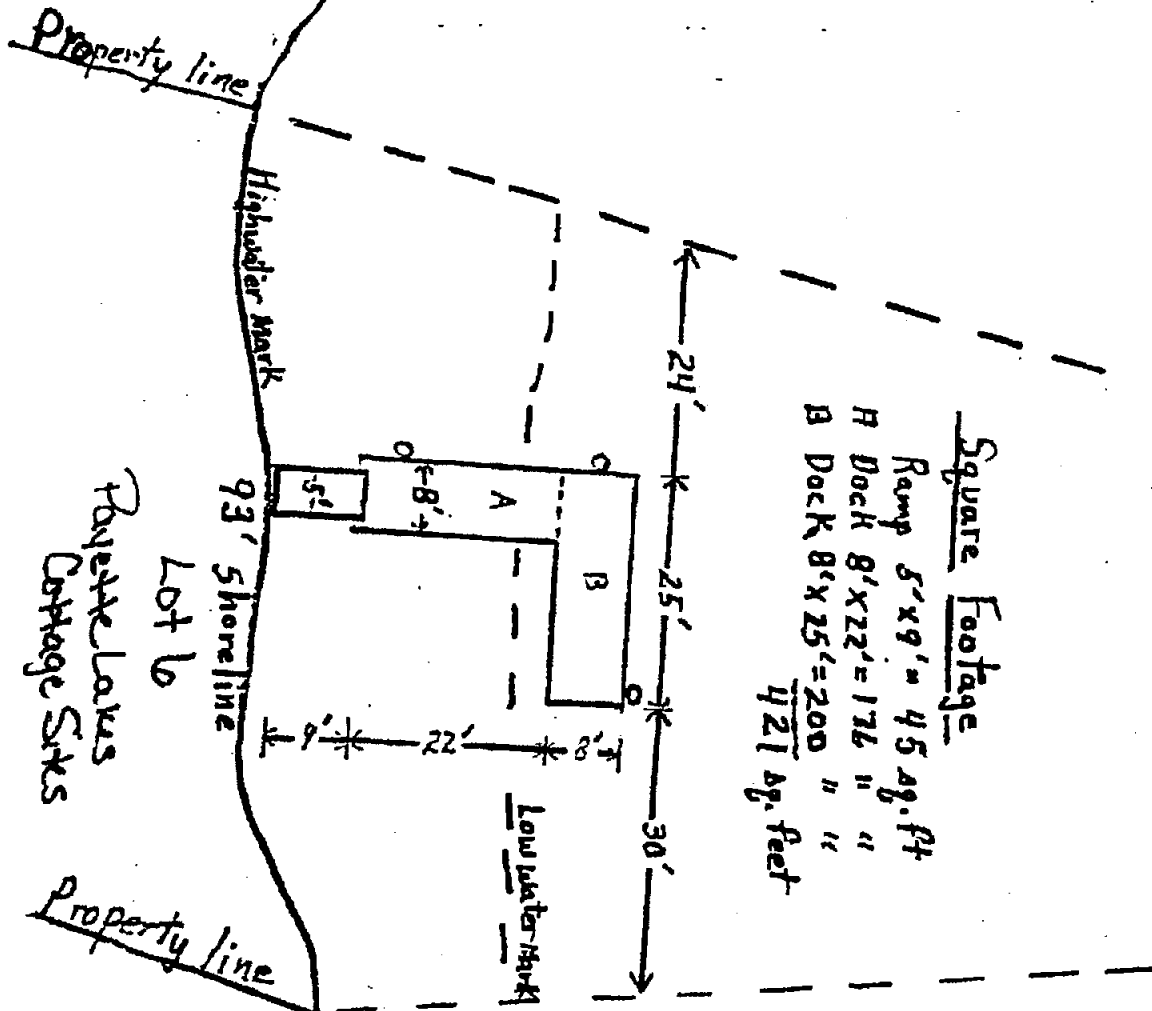 Property line
Highwater Mark
93' Shoreline
Lot 6
Payette Lakes
Cottage Sites
Property line
5'
8'
A
B
24'
25'
30'
9'
22'
8'
Low Water Mark
Square Footage
Ramp 5'x9' = 45 sq. ft
A Dock 8'x22' = 176 " "
B Dock 8'x25' = 200 " "
421 sq. feet